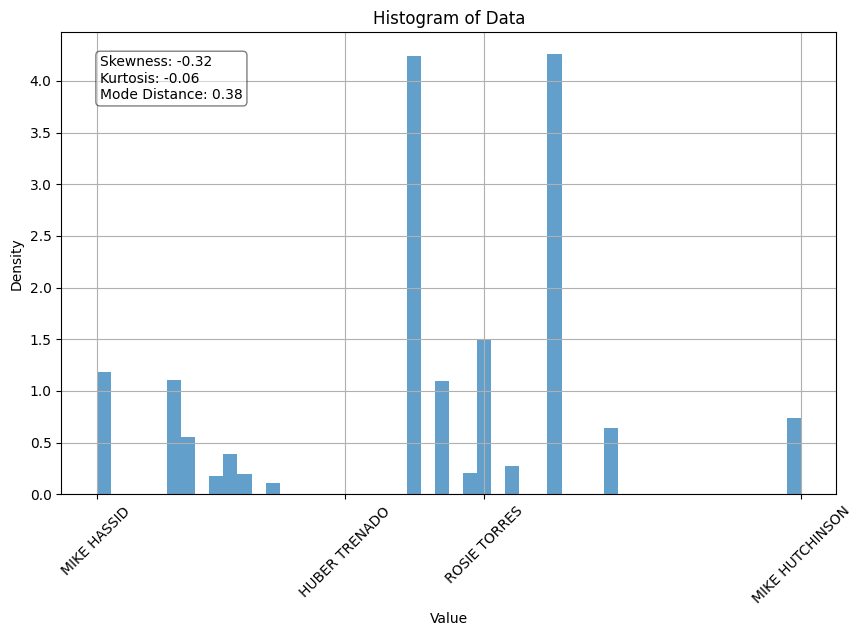 Histogram of Data
Skewness: -0.32
Kurtosis: -0.06
Mode Distance: 0.38
Density
4.0
3.5
3.0
2.5
2.0
1.5
1.0
0.5
0.0
MIKE HASSID
HUBER TRENADO
ROSIE TORRES
MIKE HUTCHINSON
Value